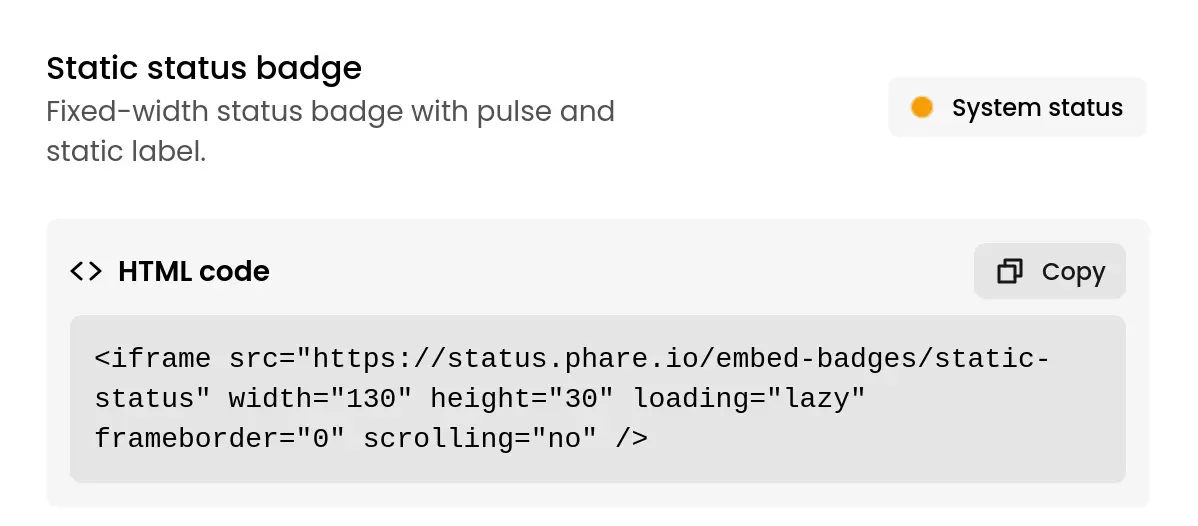 Static status badge
Fixed-width status badge with pulse and
static label.
System status
<> HTML code
Copy
<iframe src="https://status.phare.io/embed-badges/static-
status" width="130" height="30" loading="lazy"
frameborder="0" scrolling="no" />